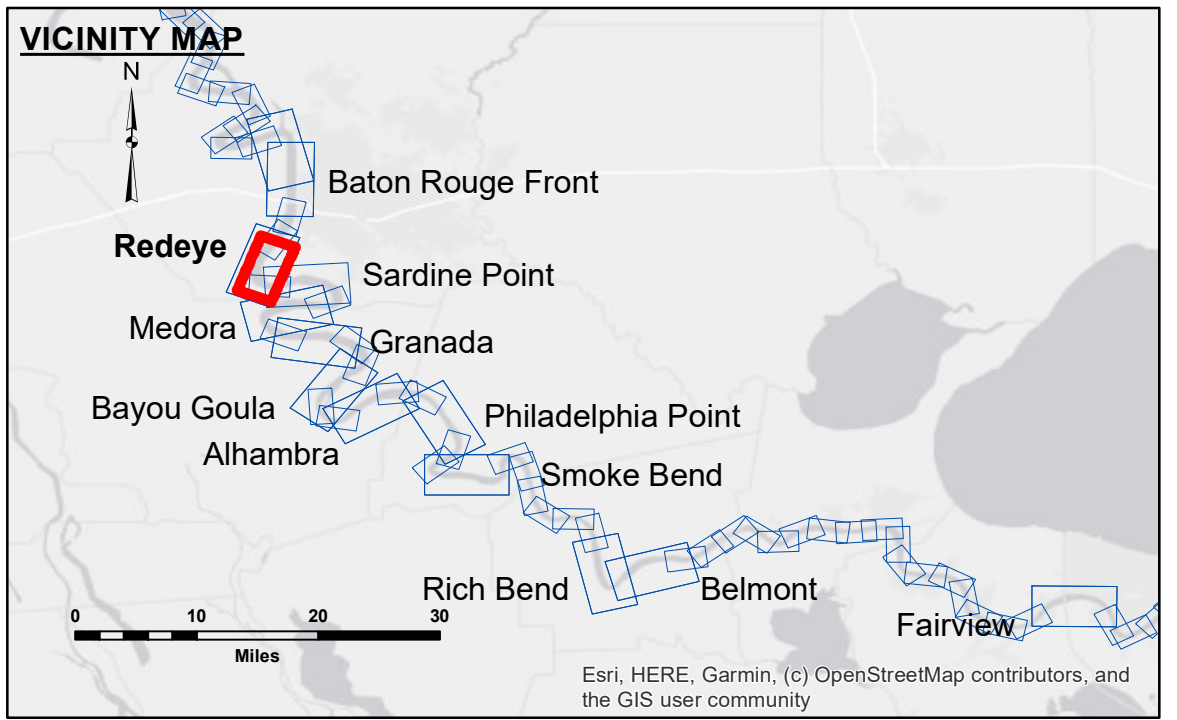 VICINITY MAP
N
Baton Rouge Front
Redeye
Sardine Point
Medora
Granada
Bayou Goula
Philadelphia Point
Alhambra
Smoke Bend
Rich Bend
Belmont
Fairview
0 10 20 30
Miles
Esri, HERE, Garmin, (c) OpenStreetMap contributors, and
the GIS user community